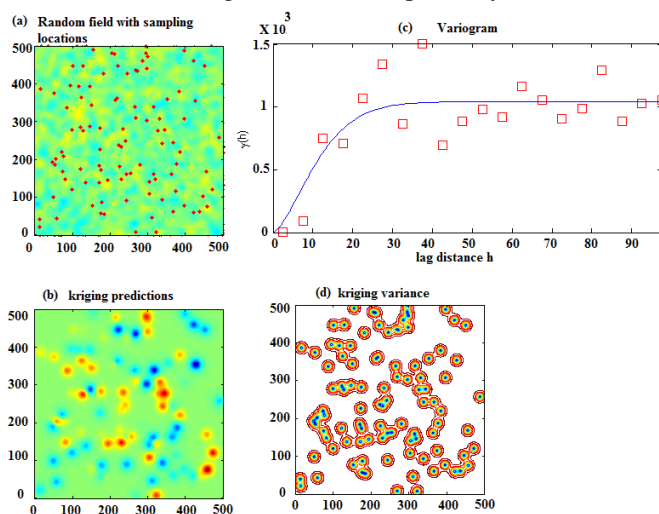 (a) Random field with sampling
locations
500
400
300
200
100
0
0 100 200 300 400 500
X 10 3
(c) Variogram
1.5
1
0.5
0
γ(h)
0 10 20 30 40 50 60 70 80 90
lag distance h
(b) kriging predictions
500
400
300
200
100
0
0 100 200 300 400 500
(d) kriging variance
500
400
300
200
100
0
0 100 200 300 400 500